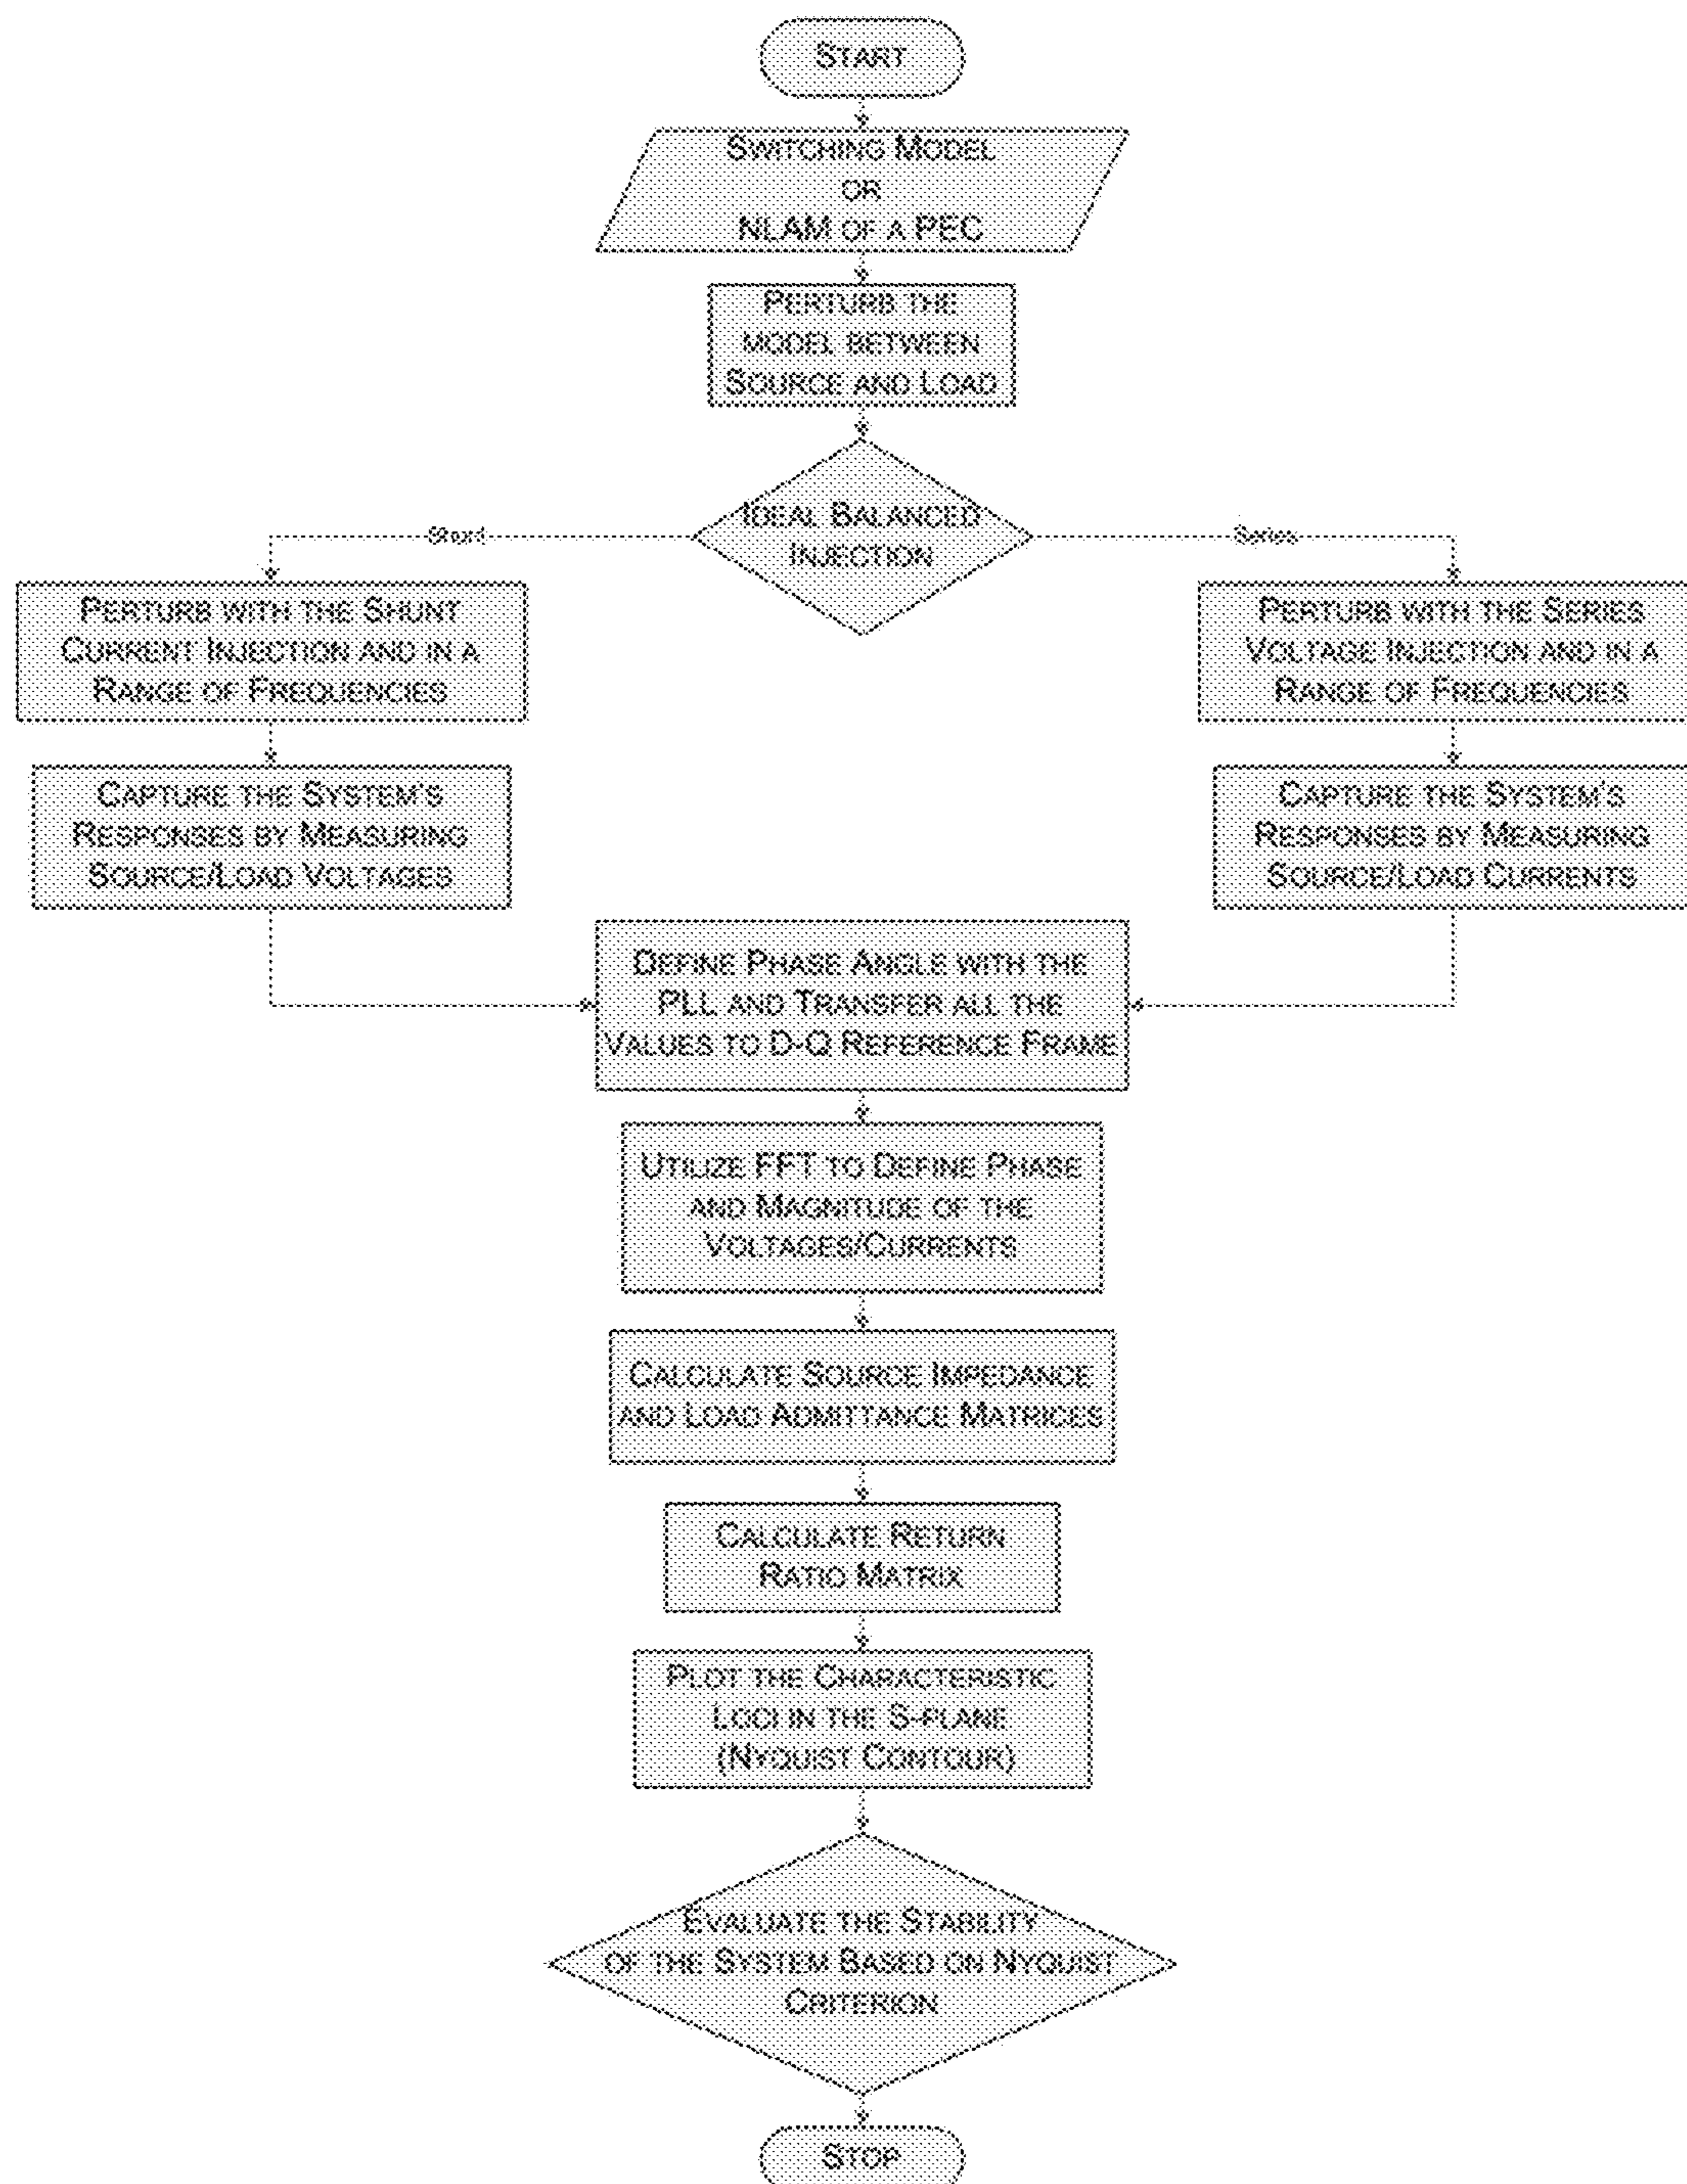 START
SWITCHING MODEL
OR
NLAM OF A PEC
PERTURB THE
MODEL BETWEEN
SOURCE AND LOAD
IDEAL BALANCED
INJECTION
Shunt
Series
PERTURB WITH THE SHUNT
CURRENT INJECTION AND IN A
RANGE OF FREQUENCIES
PERTURB WITH THE SERIES
VOLTAGE INJECTION AND IN A
RANGE OF FREQUENCIES
CAPTURE THE SYSTEM'S
RESPONSES BY MEASURING
SOURCE/LOAD VOLTAGES
CAPTURE THE SYSTEM'S
RESPONSES BY MEASURING
SOURCE/LOAD CURRENTS
DEFINE PHASE ANGLE WITH THE
PLL AND TRANSFER ALL THE
VALUES TO D-Q REFERENCE FRAME
UTILIZE FFT TO DEFINE PHASE
AND MAGNITUDE OF THE
VOLTAGES/CURRENTS
CALCULATE SOURCE IMPEDANCE
AND LOAD ADMITTANCE MATRICES
CALCULATE RETURN
RATIO MATRIX
PLOT THE CHARACTERISTIC
LOCI IN THE S-PLANE
(NYQUIST CONTOUR)
EVALUATE THE STABILITY
OF THE SYSTEM BASED ON NYQUIST
CRITERION
STOP